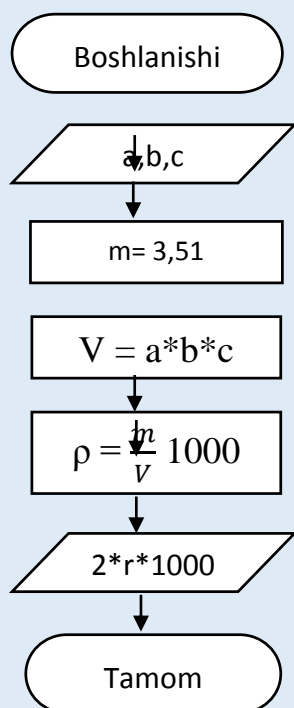 Boshlanishi
a,b,c
m= 3,51
V = a*b*c
ρ = m/V 1000
2*r*1000
Tamom